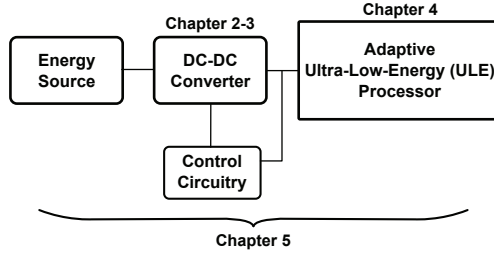 Chapter 2-3
Chapter 4
Energy
Source
DC-DC
Converter
Adaptive
Ultra-Low-Energy (ULE)
Processor
Control
Circuitry
Chapter 5